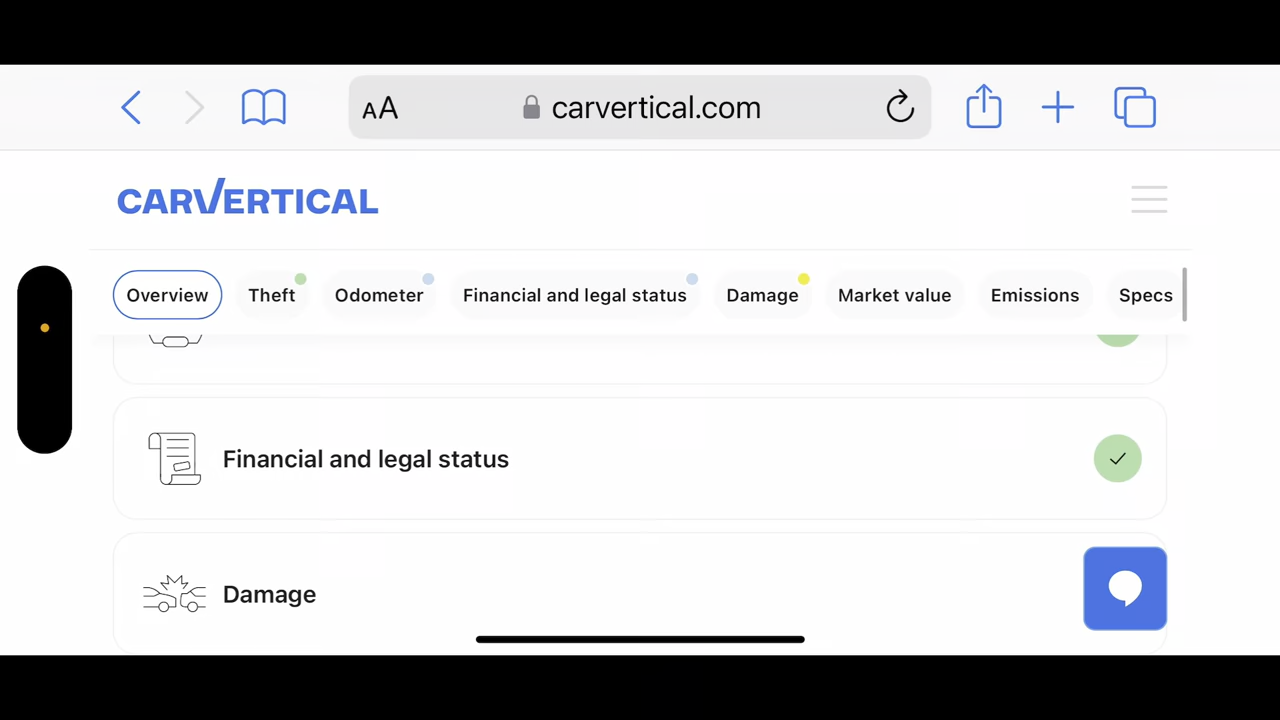 AA carvertical.com
CARVERTICAL
Overview Theft Odometer Financial and legal status Damage Market value Emissions Specs
Financial and legal status
Damage